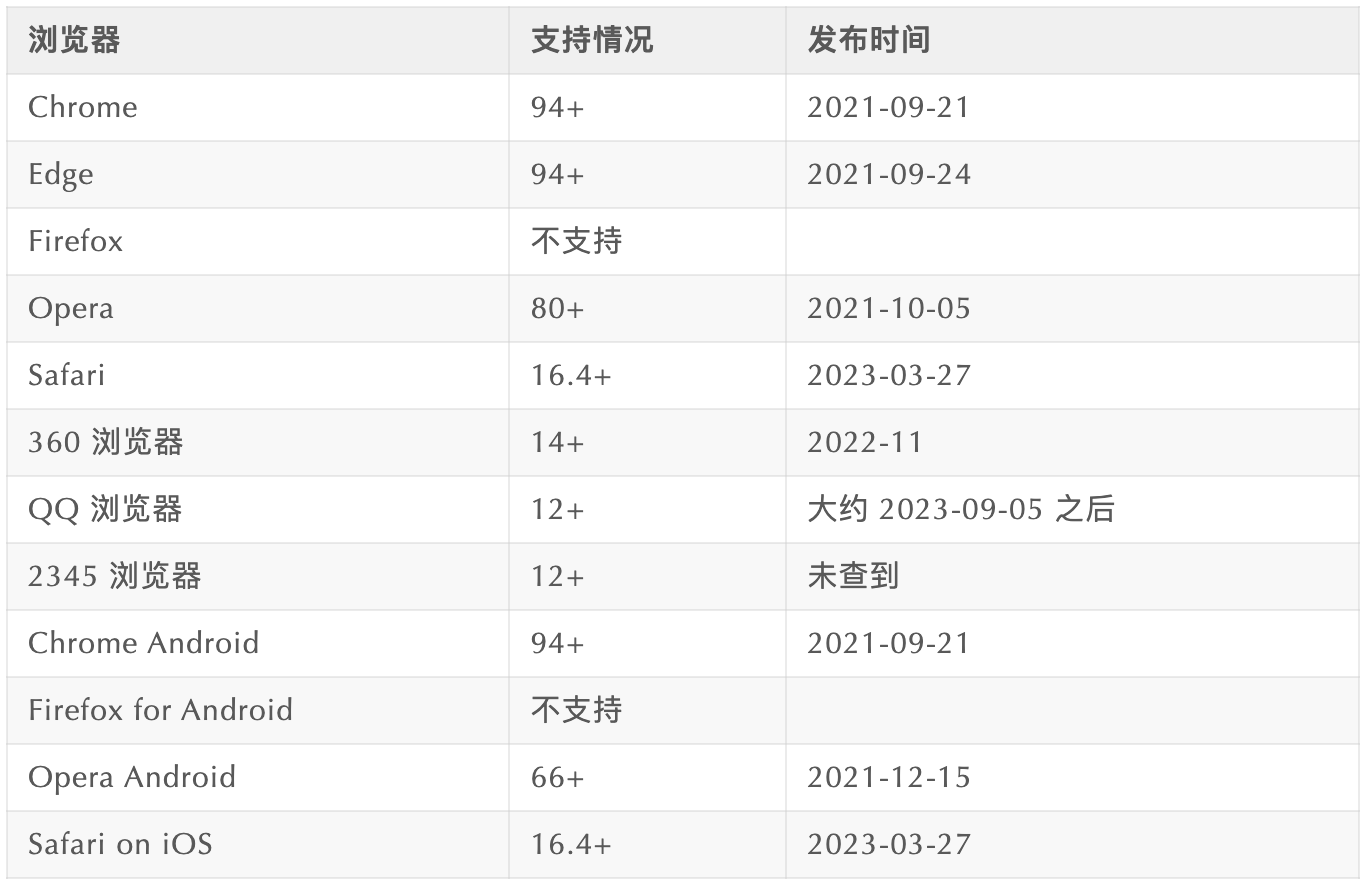 浏览器 支持情况 发布时间
Chrome 94+ 2021-09-21
Edge 94+ 2021-09-24
Firefox 不支持
Opera 80+ 2021-10-05
Safari 16.4+ 2023-03-27
360 浏览器 14+ 2022-11
QQ 浏览器 12+ 大约 2023-09-05 之后
2345 浏览器 12+ 未查到
Chrome Android 94+ 2021-09-21
Firefox for Android 不支持
Opera Android 66+ 2021-12-15
Safari on iOS 16.4+ 2023-03-27